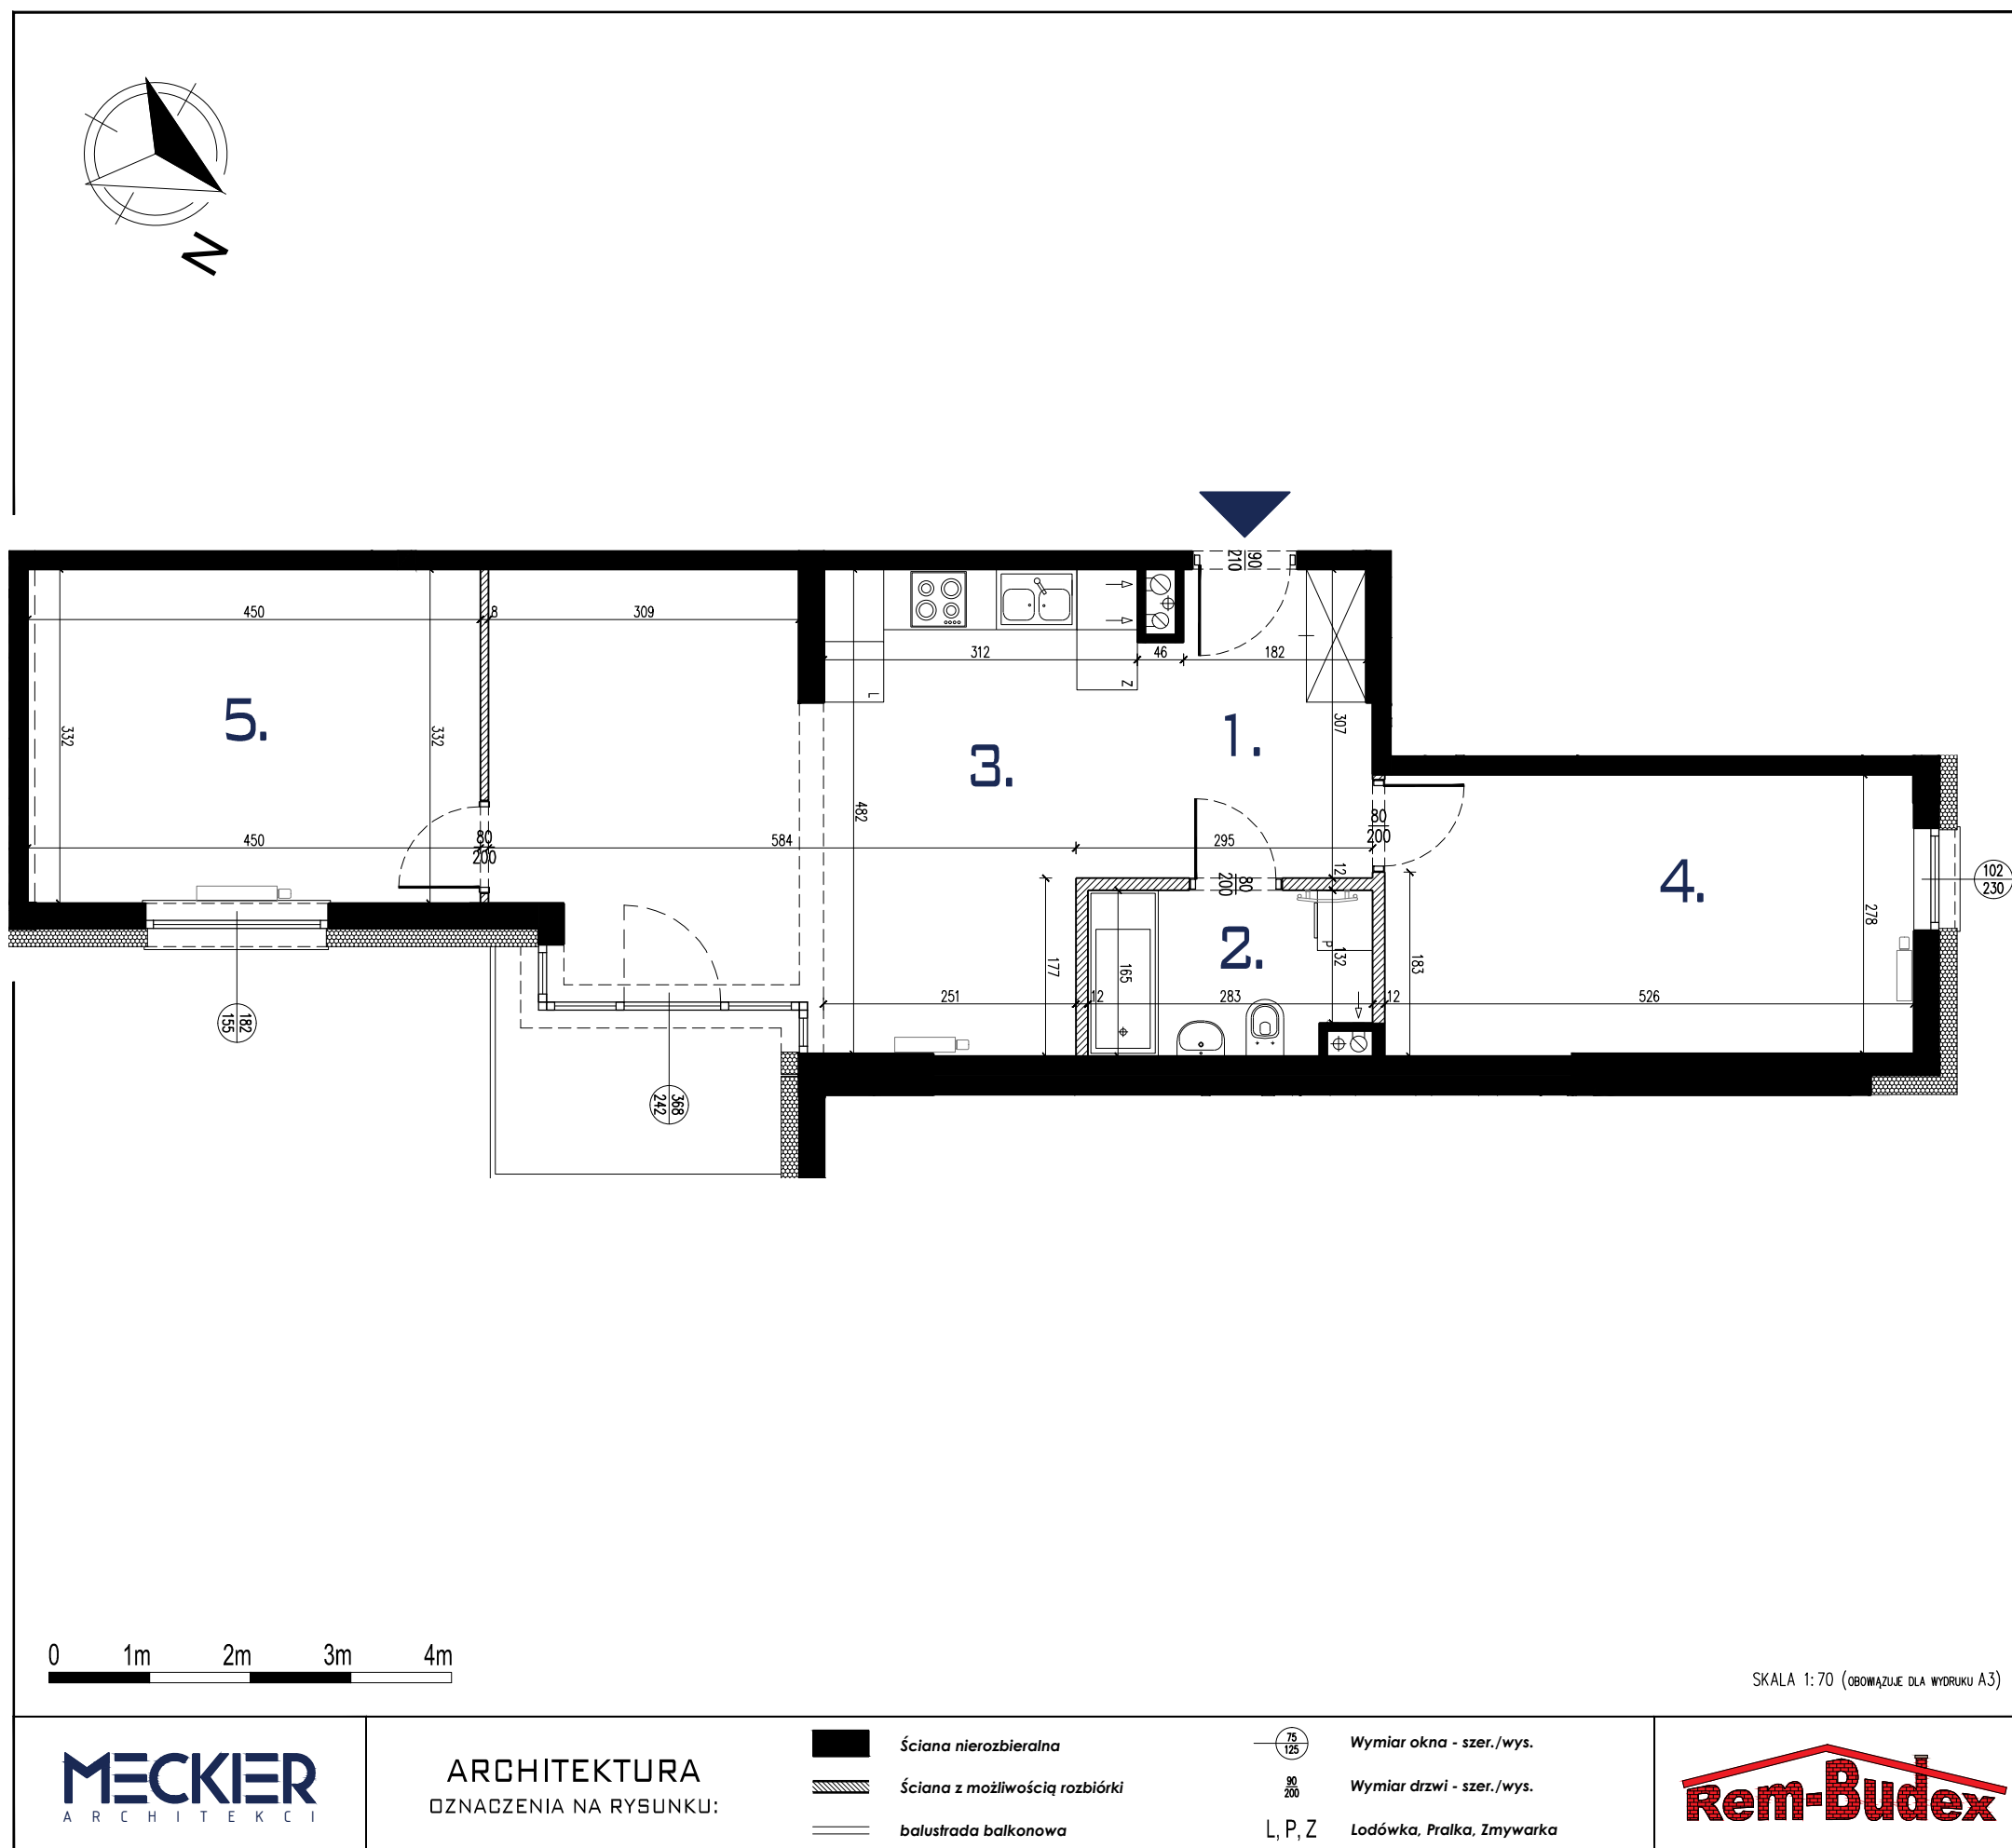 N
90
210
450
8
309
312
46
182
L
Z
332
332
307
5.
3.
1.
482
80
200
80
200
450
584
295
12
80
200
4.
102
230
278
2.
P
132
177
165
183
251
12
283
12
526
182
155
368
242
0 1m 2m 3m 4m
SKALA 1:70 (OBOWIĄZUJE DLA WYDRUKU A3)
MECKIER
ARCHITEKCI
ARCHITEKTURA
OZNACZENIA NA RYSUNKU:
Ściana nierozbieralna
Ściana z możliwością rozbiórki
balustrada balkonowa
75
125
Wymiar okna - szer./wys.
90
200
Wymiar drzwi - szer./wys.
L, P, Z Lodówka, Pralka, Zmywarka
Rem-Budex